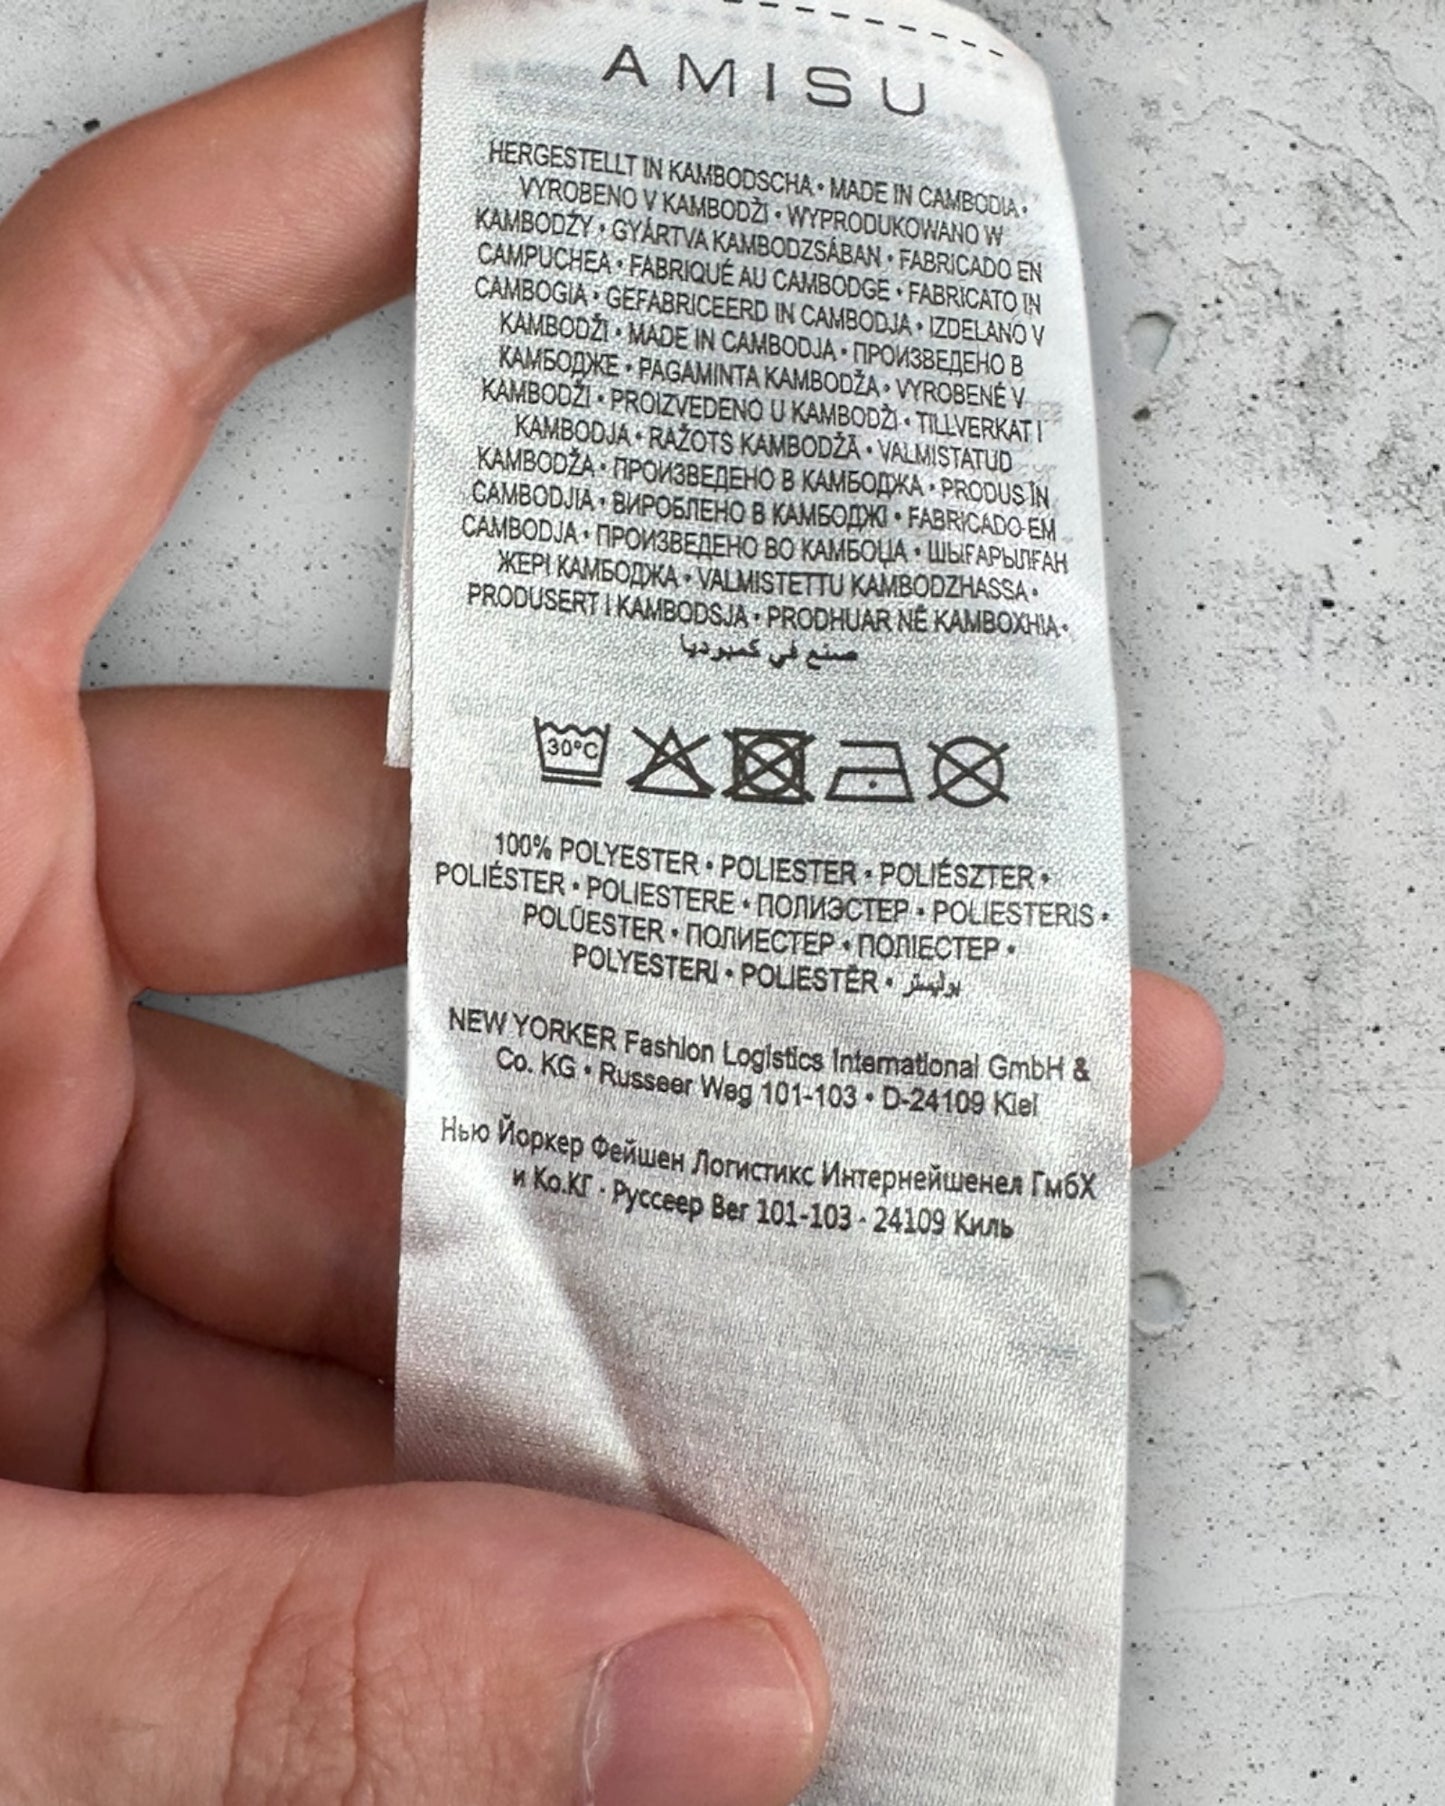 AMISU
HERGESTELLT IN KAMBODSCHA • MADE IN CAMBODIA •
VYROBENO V KAMBODŽI • WYPRODUKOWANO W
KAMBODŻY • GYÁRTVA KAMBODZSÁBAN • FABRICADO EN
CAMPUCHEA • FABRIQUÉ AU CAMBODGE • FABRICATO IN
CAMBOGIA • GEFABRICEERD IN CAMBODJA • IZDELANO V
KAMBODŽI • MADE IN CAMBODJA • ПРОИЗВЕДЕНО В
КАМБОДЖЕ • PAGAMINTA KAMBODŽA • VYROBENÉ V
KAMBODŽI • PROIZVEDENO U KAMBODŽI • TILLVERKAT I
KAMBODJA • RAŽOTS KAMBODŽĀ • VALMISTATUD
KAMBODŽA • ПРОИЗВЕДЕНО В КАМБОДЖА • PRODUS ÎN
CAMBODJIA • ВИРОБЛЕНО В КАМБОДЖІ • FABRICADO EM
CAMBODJA • ПРОИЗВЕДЕНО ВО КАМБОЏА • ШЫҒАРЫЛҒАН
ЖЕРІ КАМБОДЖА • VALMISTETTU KAMBODZHASSA •
PRODUSERT I KAMBODSJA • PRODHUAR NË KAMBOXHIA •
صنع في كمبوديا
30°C
100% POLYESTER • POLIESTER • POLIÉSZTER •
POLIÉSTER • POLIESTERE • ПОЛИЭСТЕР • POLIESTERIS •
POLÜESTER • ПОЛИЕСТЕР • ПОЛІЕСТЕР •
POLYESTERI • POLIESTĒR • بوليستر
NEW YORKER Fashion Logistics International GmbH &
Co. KG • Russeer Weg 101-103 • D-24109 Kiel
Нью Йоркер Фейшен Логистикс Интернейшенел ГмбХ
и Ко.КГ · Руссеер Вег 101-103 · 24109 Киль